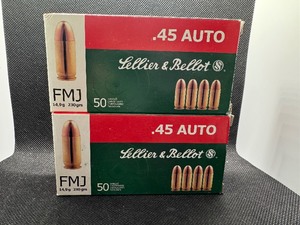 .45 AUTO
Sellier & Bellot
S&B
FMJ
14,9g 230grs
50
.45 AUTO
Sellier & Bellot
FMJ
14,9g 230grs
50